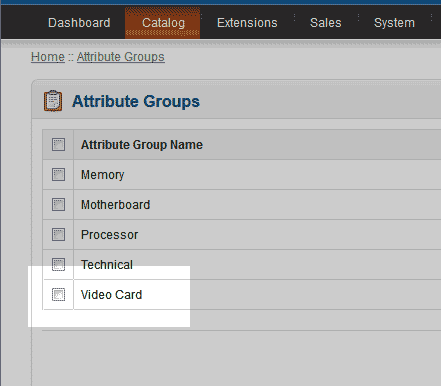 Dashboard Catalog Extensions Sales System
Home :: Attribute Groups
Attribute Groups
Attribute Group Name
Memory
Motherboard
Processor
Technical
Video Card